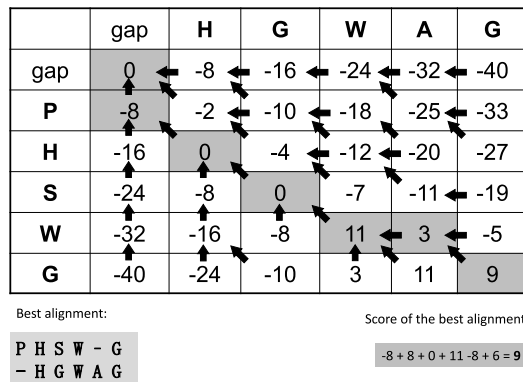 gap H G W A G
gap 0 -8 -16 -24 -32 -40
P -8 -2 -10 -18 -25 -33
H -16 0 -4 -12 -20 -27
S -24 -8 0 -7 -11 -19
W -32 -16 -8 11 3 -5
G -40 -24 -10 3 11 9
Best alignment:
Score of the best alignment
P H S W - G
- H G W A G
-8 + 8 + 0 + 11 -8 + 6 = 9